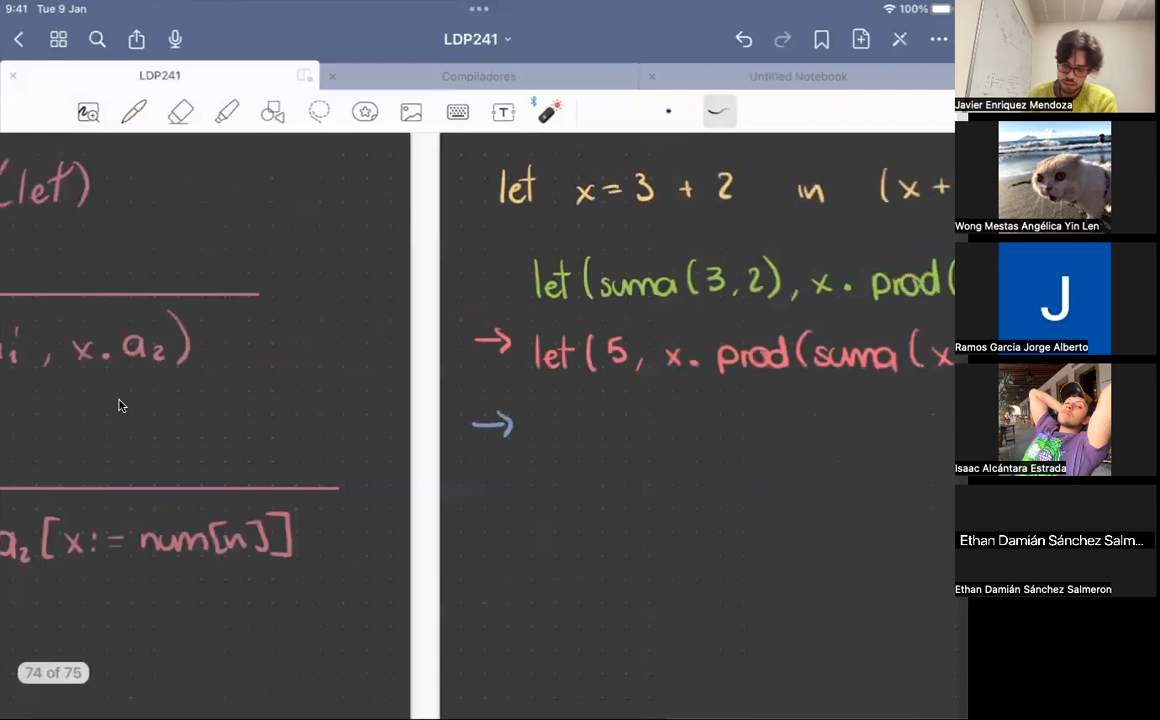 9:41 Tue 9 Jan
100%
LDP241
LDP241
Compiladores
Untitled Notebook
T
(let)
, x. a₂)
a₂ [x:= num[n]]
74 of 75
let x = 3 + 2 in (x +
let (suma (3, 2), x. prod (
→ let (5, x. prod (suma ( x
→
Javier Enriquez Mendoza
Wong Mestas Angélica Yin Len
J
Ramos Garcia Jorge Alberto
Isaac Alcántara Estrada
Ethan Damián Sánchez Salm...
Ethan Damián Sánchez Salmeron